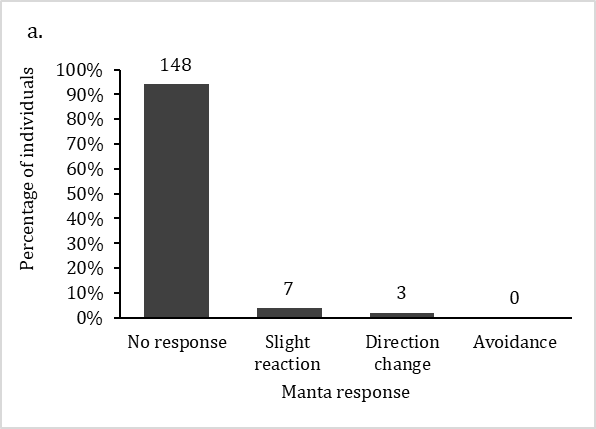 a.
Percentage of individuals
100%
90%
80%
70%
60%
50%
40%
30%
20%
10%
0%
148
7
3
0
No response
Slight
reaction
Direction
change
Avoidance
Manta response